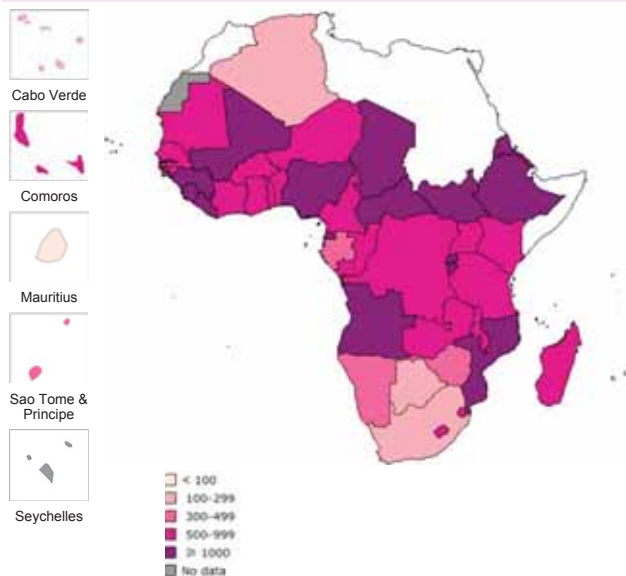 Cabo Verde
Comoros
Mauritius
Sao Tome &
Principe
Seychelles
< 100
100-299
300-499
500-999
≥ 1000
No data